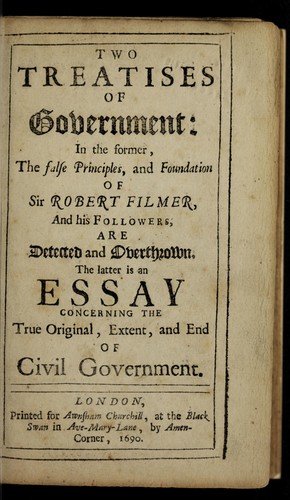 TWO
TREATISES
OF
Government:
In the former,
The false Principles, and Foundation
OF
Sir ROBERT FILMER,
And his FOLLOWERS,
ARE
Detected and Overthrown.
The latter is an
ESSAY
CONCERNING THE
True Original, Extent, and End
OF
Civil Government.
LONDON,
Printed for Awnsham Churchill, at the Black
Swan in Ave-Mary-Lane, by Amen-
Corner, 1690.